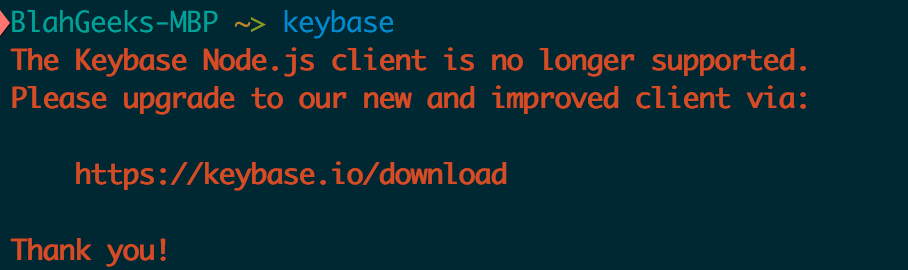 BlahGeeks-MBP ~> keybase
The Keybase Node.js client is no longer supported.
Please upgrade to our new and improved client via:
https://keybase.io/download
Thank you!